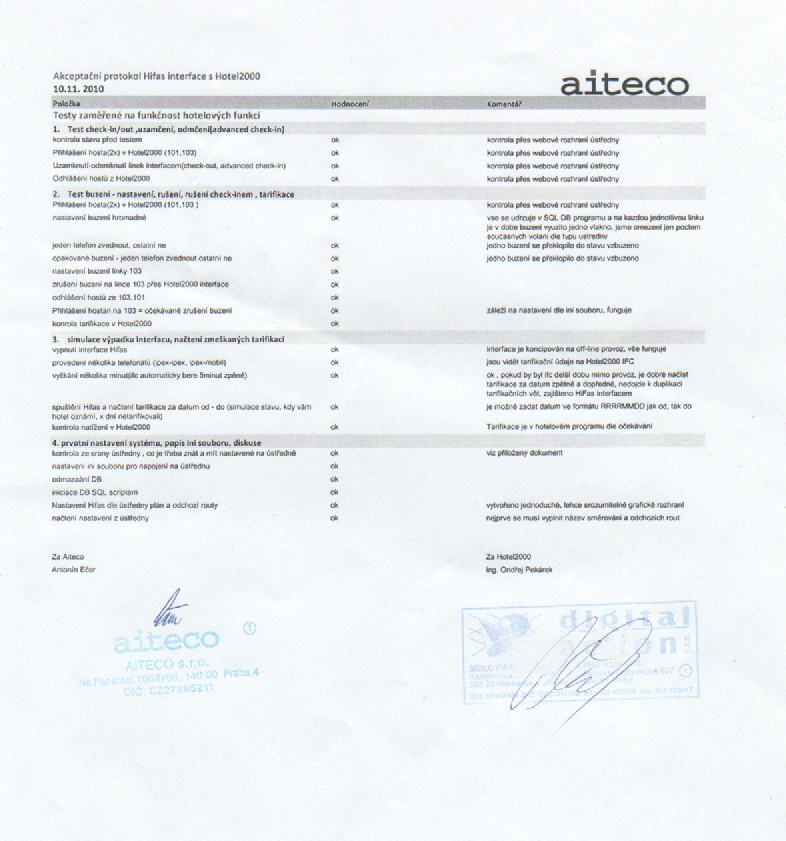 Akceptační protokol Hifas interface s Hotel2000
10.11. 2010
aiteco
Položka Hodnocení Komentář
Testy zaměřené na funkčnost hotelových funkcí
1. Test check-in/out ,uzamčení, odmčení(advanced check-in)
kontrola stavu před testem ok kontrola přes webové rozhraní ústředny
Přihlášení hosta(2x) v Hotel2000 (101,103) ok kontrola přes webové rozhraní ústředny
Uzamknutí-odemknutí linek interfacem(check-out, advanced check-in) ok kontrola přes webové rozhraní ústředny
Odhlášení hostů z Hotel2000 ok kontrola přes webové rozhraní ústředny
2. Test buzení - nastavení, rušení, rušení check-inem , tarifikace
Přihlášení hosta(2x) v Hotel2000 (101,103 ) ok kontrola přes webové rozhraní ústředny
nastavení buzení hromadné ok vse se udrzuje v SQL DB programu a na kazdou jednotlivou linku
je v dobe buzení vyuzito jedno vlakno, jsme omezeni jen poctem
soucasnych volani dle typu ustredny
jeden telefon zvednout, ostatní ne ok jedno buzení se překlopilo do stavu vzbuzeno
opakované buzení - jeden telefon zvednout ostatní ne ok jedno buzení se překlopilo do stavu vzbuzeno
nastavení buzení linky 103 ok
zrušení buzení na lince 103 přes Hotel2000 interface ok
odhlášení hostů ze 103,101 ok
Přihlášení hostan na 103 = očekávané zrušení buzení ok záleží na nastavení dle ini souboru, funguje
konrola tarifikace v Hotel2000 ok
3. simulace výpadku interfacu, načtení zmeškaných tarifikací
vypnutí interface Hifas ok interface je koncipován na off-line provoz, vše funguje
provedení několika telefonátů (ipex-ipex, ipex-mobil) ok jsou vidět tarifikační údaje na Hotel2000 IFC
vyčkání několika minut(ifc automaticky bere 5minut zpěně) ok ok , pokud by byl ifc delší dobu mimo provoz, je dobré načíst
tarifikace za datum zpětně a dopředně, nedojde k duplikaci
tarifikačních vět, zajišteno HiFas interfacem
spuštění Hifas a načtení tarifikace za datum od - do (simulace stavu, kdy vám ok je možné zadat datum ve formátu RRRRMMDD jak od, tak do
hotel oznámí, x dní netarifikovali)
kontrola natížení v Hotel2000 ok Tarifikace je v hotelovém programu dle očekávání
4. prvotní nastavení systému, popis ini souboru, diskuse
kontrola ze srany ústředny , co je třeba znát a mít nastavené na ústředně ok viz přiložený dokument
nastavení ini souboru pro napojení na ústřednu ok
odmazaání DB ok
iniciace DB SQL scriptem ok
Nastavení Hifas dle ústředny plán a odchozí routy ok vytvořeno jednoduché, lehce srozumitelné grafické rozhraní
načtení nastavení z ústředny ok nejprve se musí vyplnit název směrování a odchozích rout
Za Aiteco Za Hotel2000
Antonín Ečer Ing. Ondřej Pekárek
aiteco
AITECO s.r.o.
Na Pankráci 1062/58, 140 00 Praha 4
DIČ: CZ27895211
digital
s.r.o.
SÍDLO